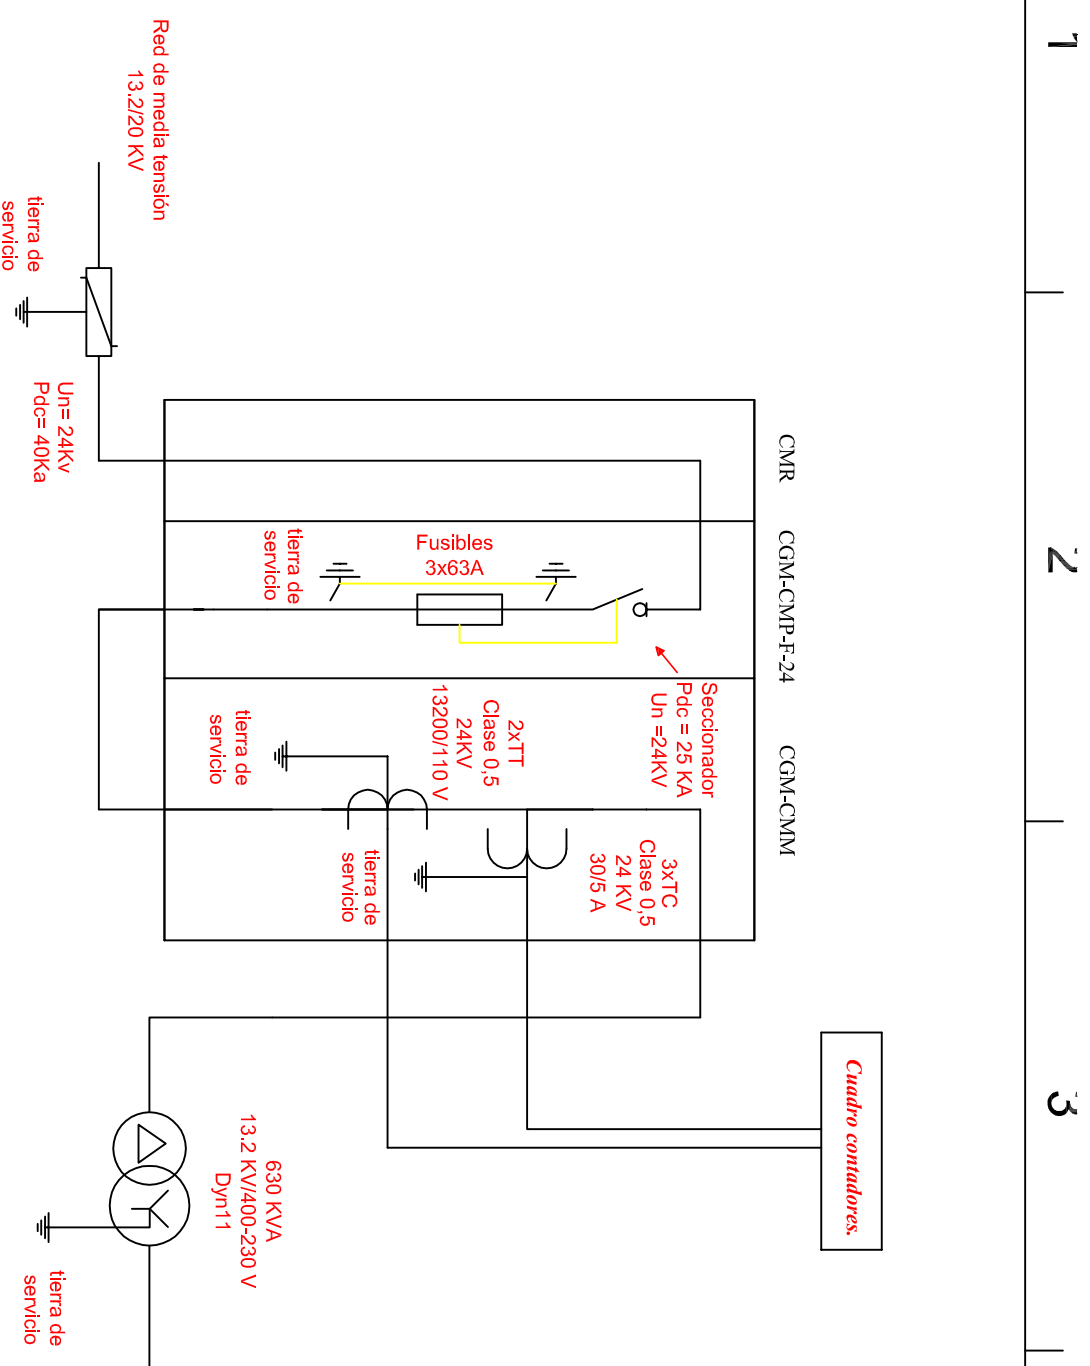 1
2
3
Red de media tensión
13.2/20 KV
tierra de
servicio
Un= 24Kv
Pdc= 40Ka
CMR
CGM-CMP-F-24
CGM-CMM
tierra de
servicio
Fusibles
3x63A
Seccionador
Pdc = 25 KA
Un =24KV
tierra de
servicio
2xTT
Clase 0,5
24KV
13200/110 V
tierra de
servicio
3xTC
Clase 0,5
24 KV
30/5 A
Cuadro contadores.
630 KVA
13.2 KV/400-230 V
Dyn11
tierra de
servicio